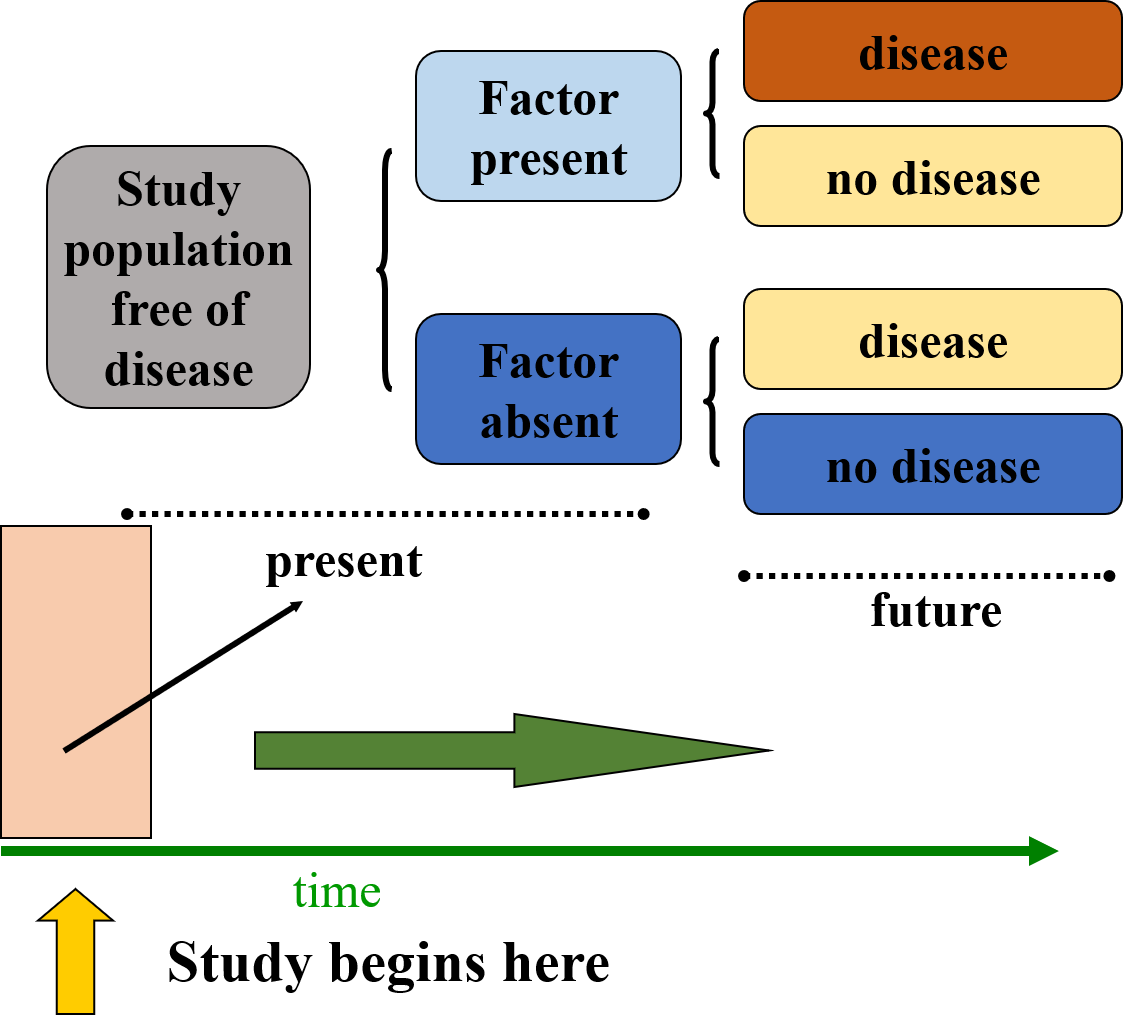 Study
population
free of
disease
Factor
present
Factor
absent
disease
no disease
disease
no disease
present
future
time
Study begins here